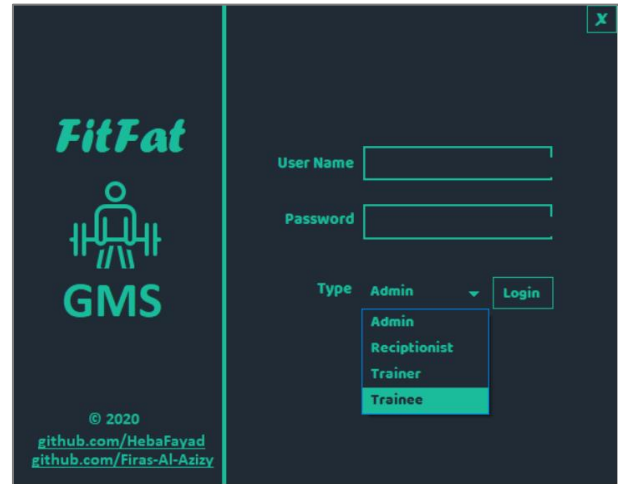 X
FitFat
GMS
© 2020
github.com/HebaFayad
github.com/Firas-Al-Azizy
User Name
Password
Type Admin Login
Admin
Reciptionist
Trainer
Trainee